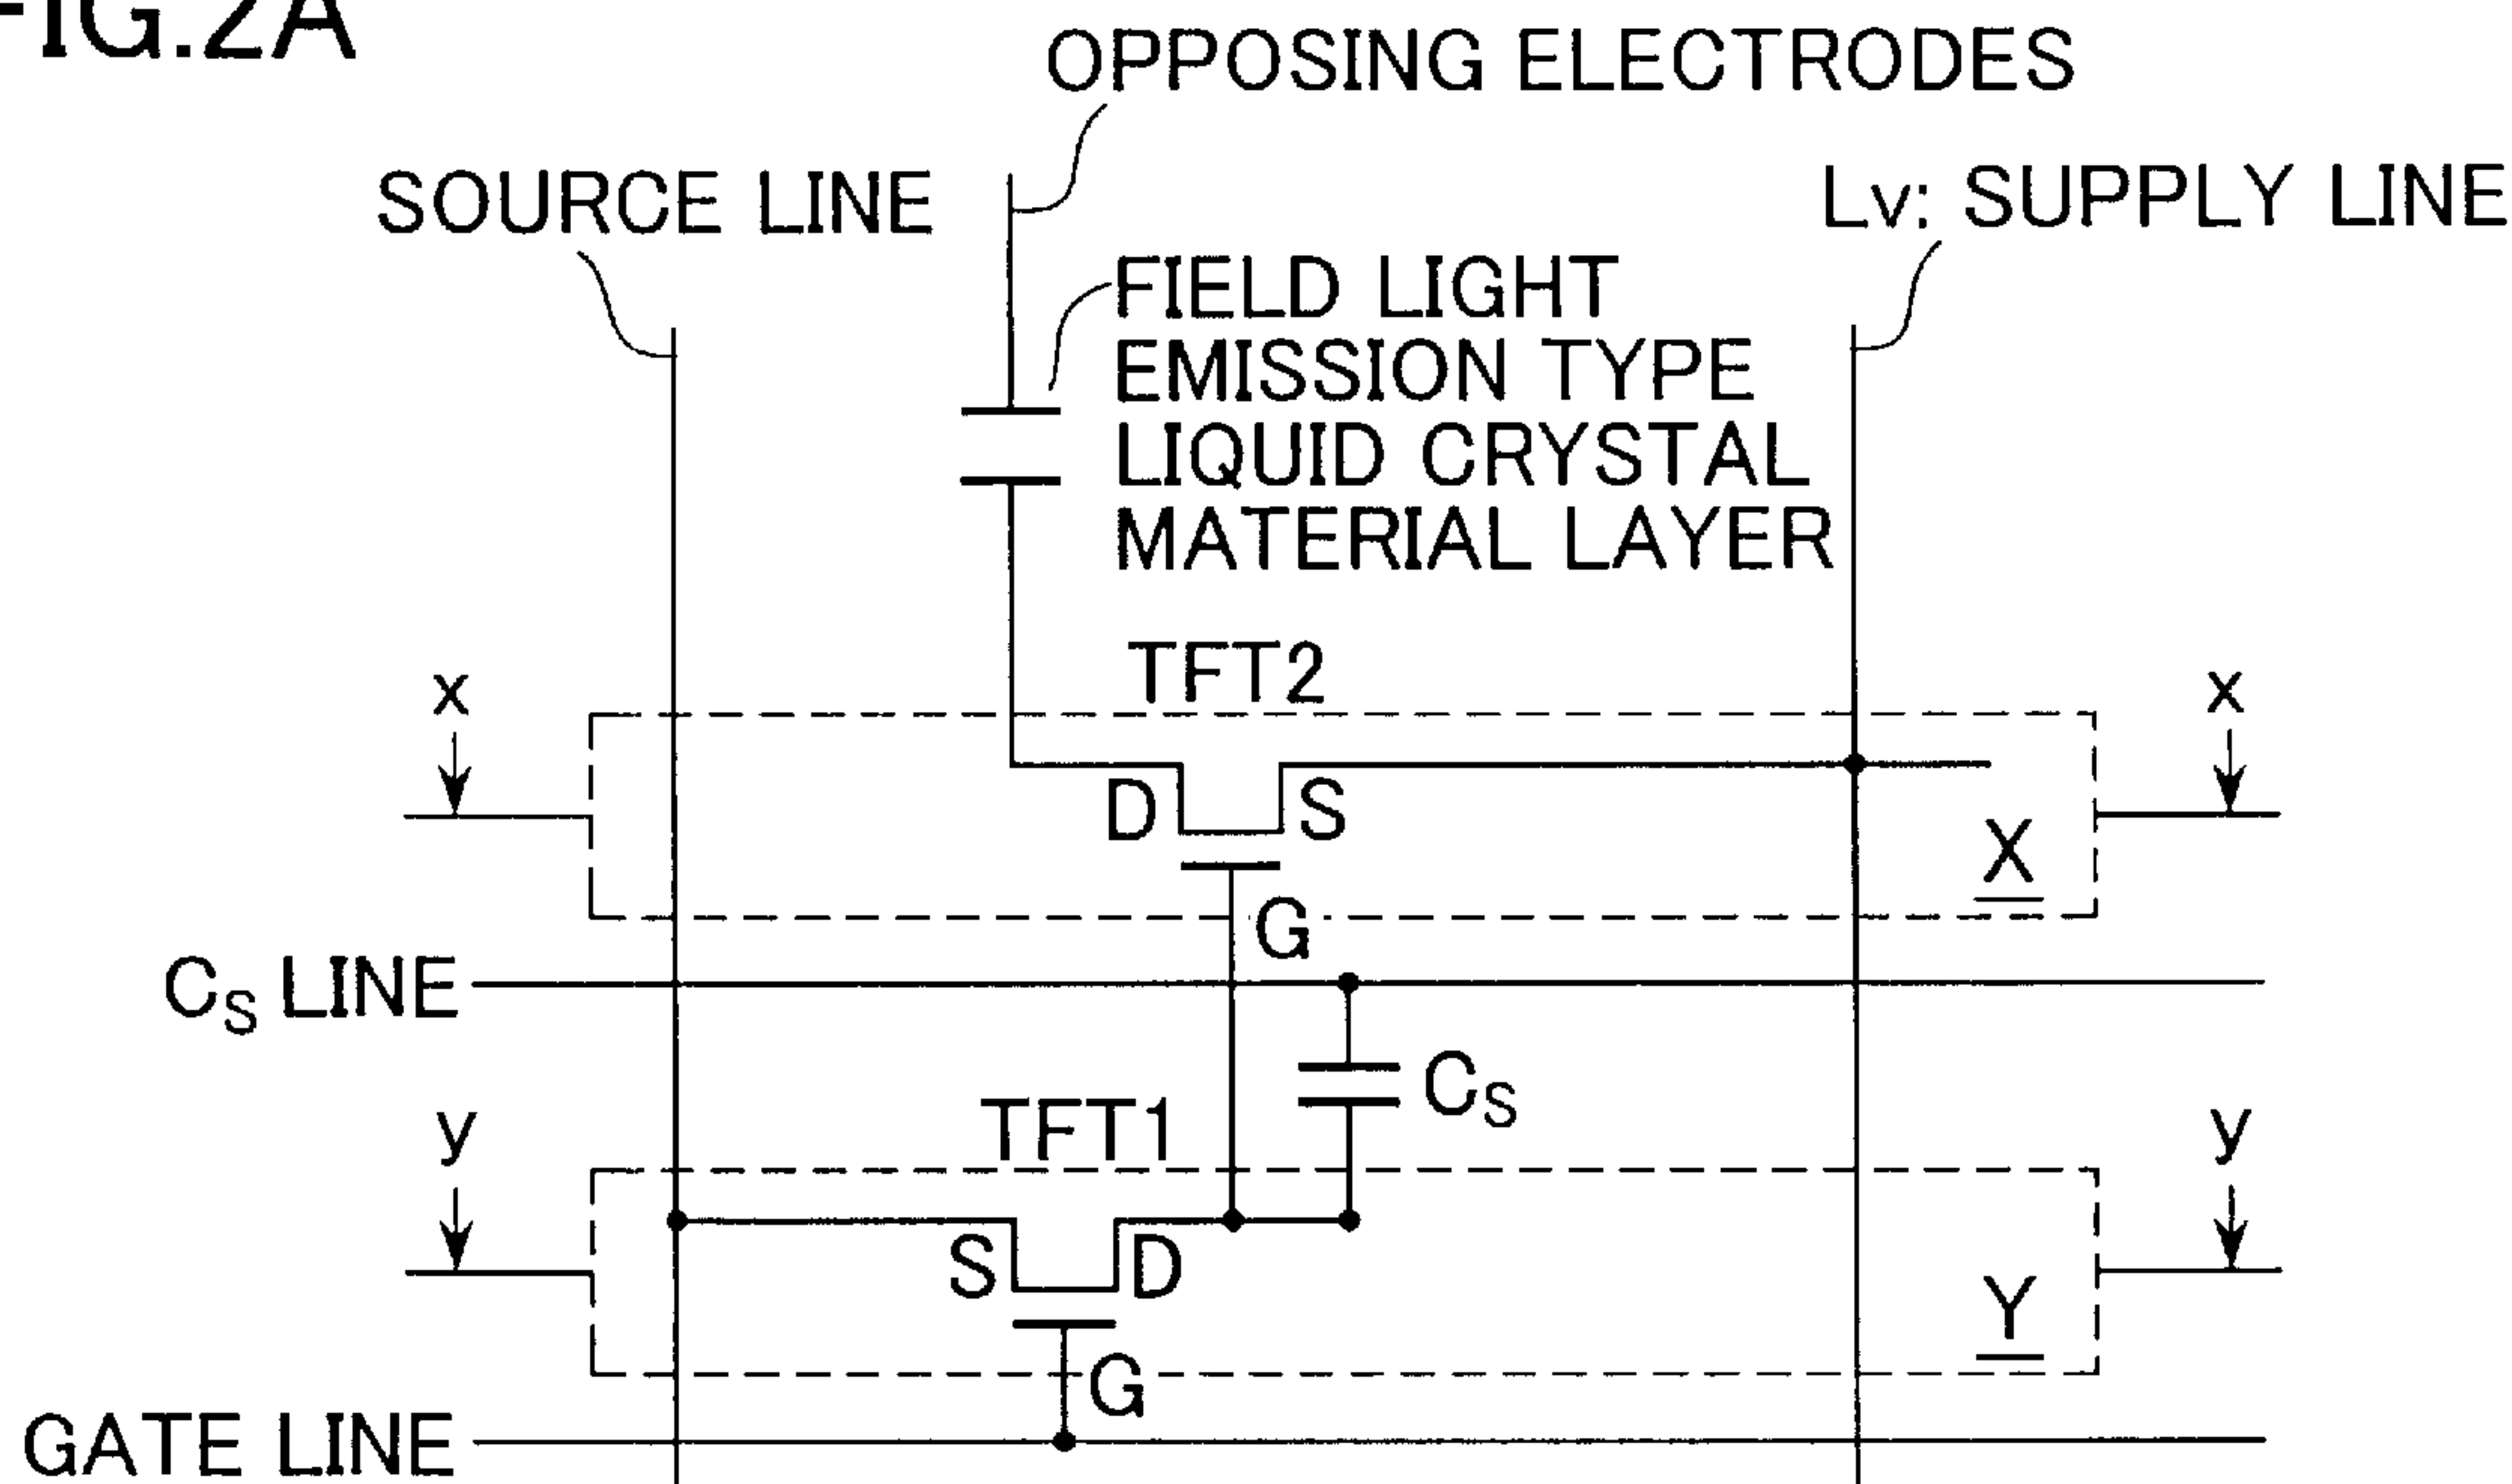 FIG.2A
OPPOSING ELECTRODES
SOURCE LINE
Lv: SUPPLY LINE
FIELD LIGHT
EMISSION TYPE
LIQUID CRYSTAL
MATERIAL LAYER
TFT2
x
x
D
S
X
G
CS LINE
CS
TFT1
y
y
S
D
Y
G
GATE LINE